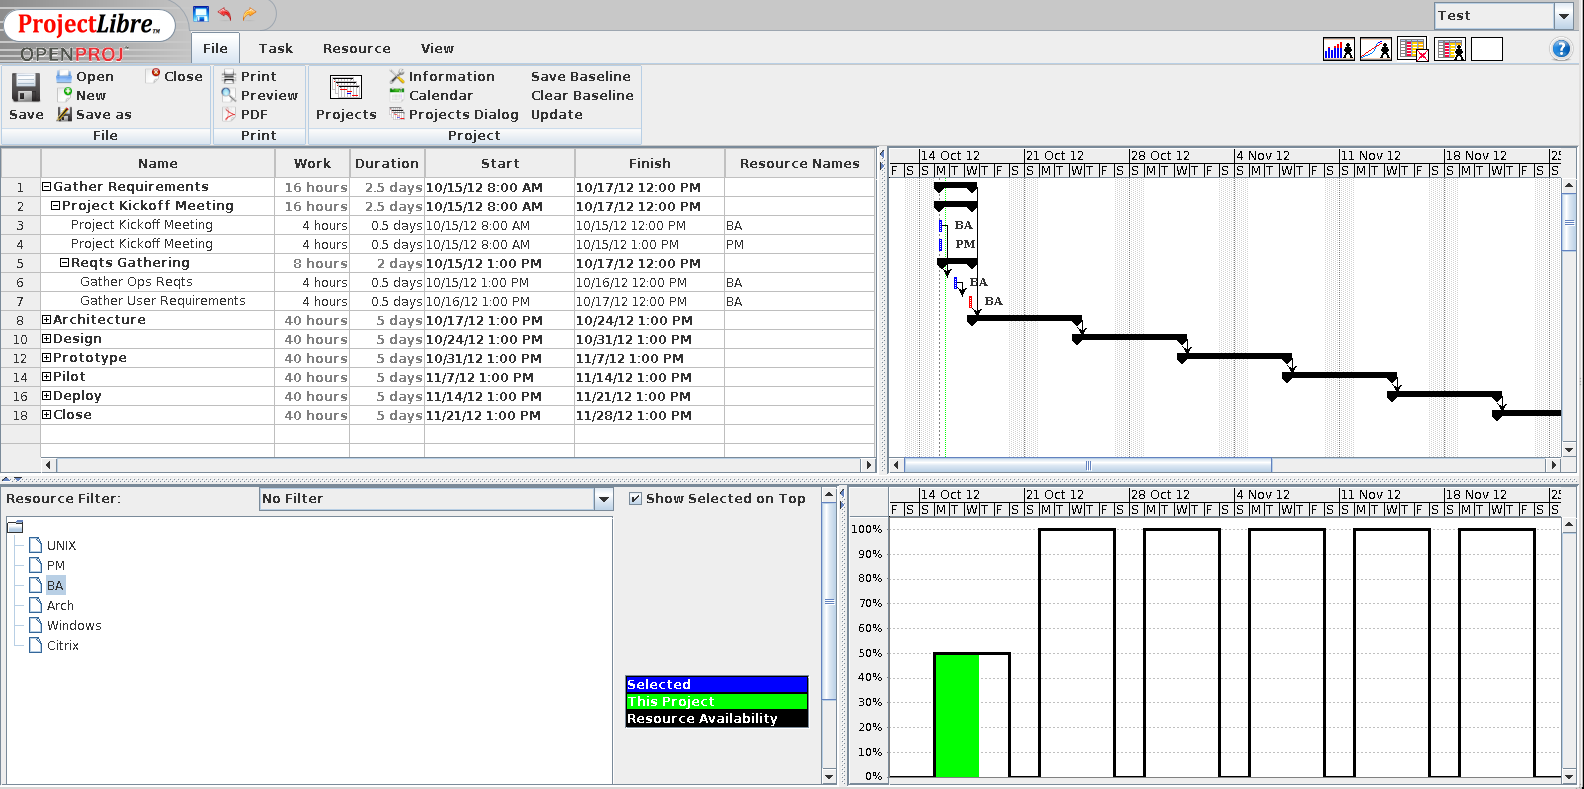 ProjectLibre™
OPENPROJ
Test
File Task Resource View
Save
Open
New
Save as
Close
File
Print
Preview
PDF
Print
Projects
Information
Calendar
Projects Dialog
Save Baseline
Clear Baseline
Update
Project
Name Work Duration Start Finish Resource Names
1 Gather Requirements 16 hours 2.5 days 10/15/12 8:00 AM 10/17/12 12:00 PM
2 Project Kickoff Meeting 16 hours 2.5 days 10/15/12 8:00 AM 10/17/12 12:00 PM
3 Project Kickoff Meeting 4 hours 0.5 days 10/15/12 8:00 AM 10/15/12 12:00 PM BA
4 Project Kickoff Meeting 4 hours 0.5 days 10/15/12 8:00 AM 10/15/12 1:00 PM PM
5 Reqts Gathering 8 hours 2 days 10/15/12 1:00 PM 10/17/12 12:00 PM
6 Gather Ops Reqts 4 hours 0.5 days 10/15/12 1:00 PM 10/16/12 12:00 PM BA
7 Gather User Requirements 4 hours 0.5 days 10/16/12 1:00 PM 10/17/12 12:00 PM BA
8 Architecture 40 hours 5 days 10/17/12 1:00 PM 10/24/12 1:00 PM
10 Design 40 hours 5 days 10/24/12 1:00 PM 10/31/12 1:00 PM
12 Prototype 40 hours 5 days 10/31/12 1:00 PM 11/7/12 1:00 PM
14 Pilot 40 hours 5 days 11/7/12 1:00 PM 11/14/12 1:00 PM
16 Deploy 40 hours 5 days 11/14/12 1:00 PM 11/21/12 1:00 PM
18 Close 40 hours 5 days 11/21/12 1:00 PM 11/28/12 1:00 PM
14 Oct 12 21 Oct 12 28 Oct 12 4 Nov 12 11 Nov 12 18 Nov 12 25
F S S M T W T F S S M T W T F S S M T W T F S S M T W T F S S M T W T F S S M T W T F S S
BA
PM
BA
BA
Resource Filter: No Filter
Show Selected on Top
UNIX
PM
BA
Arch
Windows
Citrix
Selected
This Project
Resource Availability
14 Oct 12 21 Oct 12 28 Oct 12 4 Nov 12 11 Nov 12 18 Nov 12 25
F S S M T W T F S S M T W T F S S M T W T F S S M T W T F S S M T W T F S S M T W T F S S
100%
90%
80%
70%
60%
50%
40%
30%
20%
10%
0%